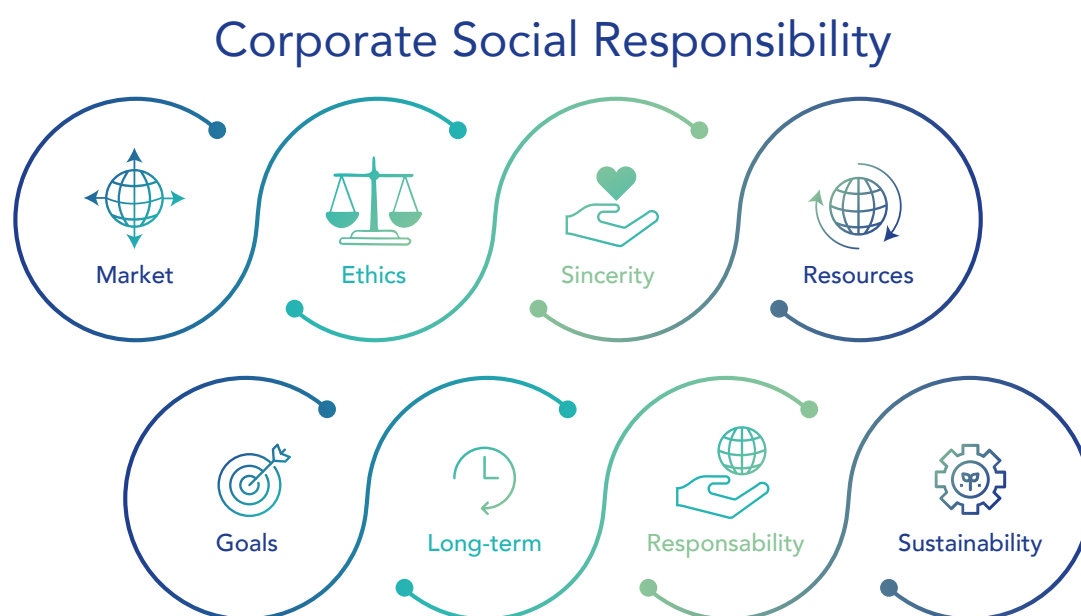 Corporate Social Responsibility
Market
Ethics
Sincerity
Resources
Goals
Long-term
Responsability
Sustainability